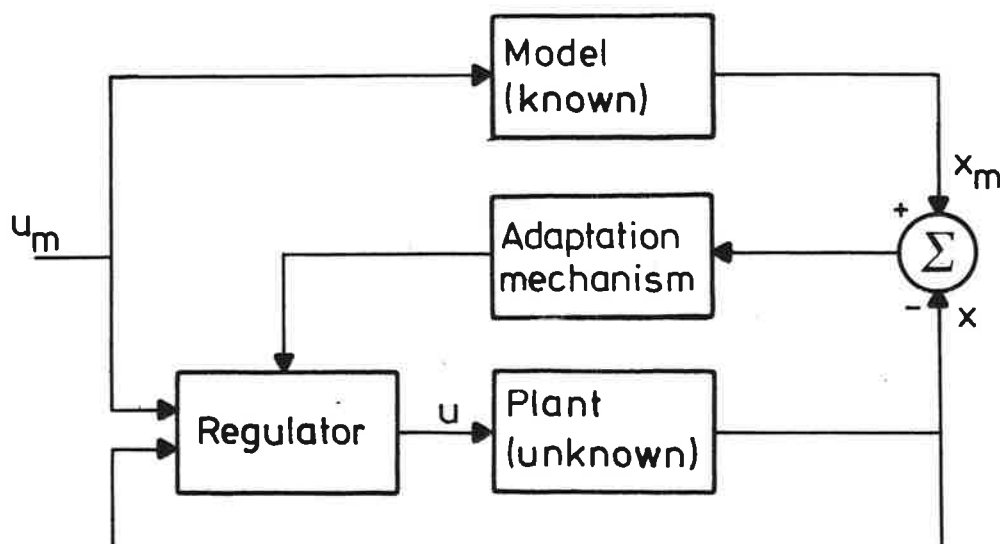 Model
(known)
x_m
+
u_m
Adaptation
mechanism
Σ
-
x
Regulator
u
Plant
(unknown)